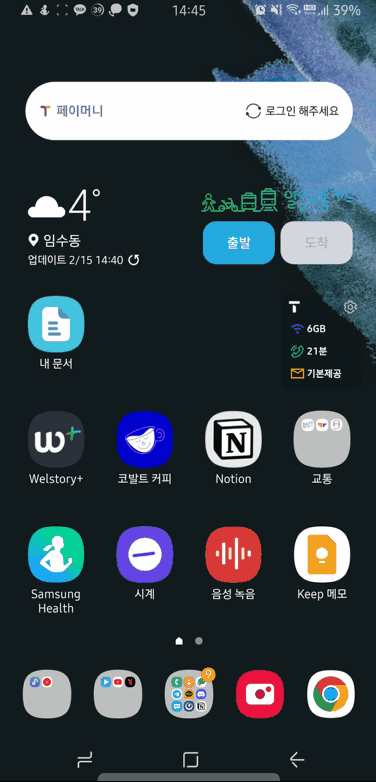 39
14:45
39%
페이머니
로그인 해주세요
4°
임수동
업데이트 2/15 14:40
출발
도착
6GB
21분
기본제공
내 문서
Welstory+
코발트 커피
Notion
교통
Samsung Health
시계
음성 녹음
Keep 메모